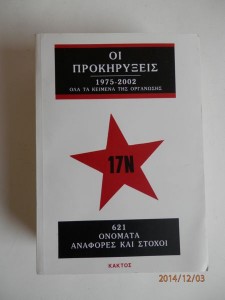 ΟΙ
ΠΡΟΚΗΡΥΞΕΙΣ
1975-2002
ΟΛΑ ΤΑ ΚΕΙΜΕΝΑ ΤΗΣ ΟΡΓΑΝΩΣΗΣ
17Ν
621
ΟΝΟΜΑΤΑ
ΑΝΑΦΟΡΕΣ ΚΑΙ ΣΤΟΧΟΙ
ΚΑΚΤΟΣ
2014/12/03